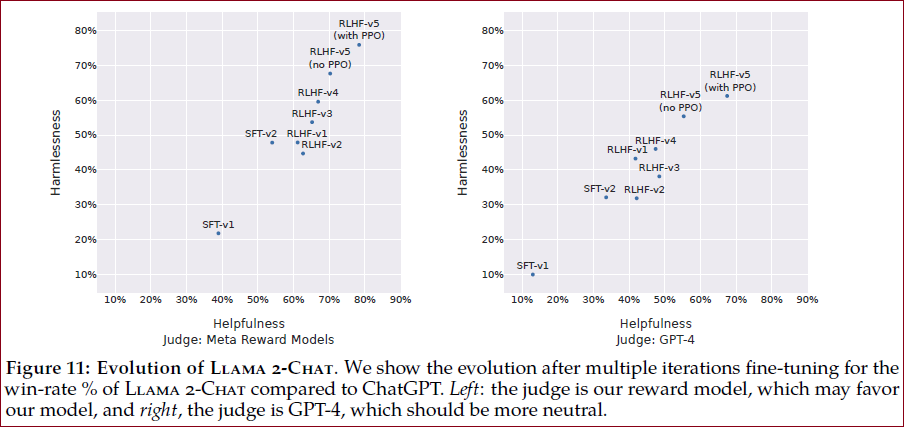 80%
70%
60%
50%
40%
30%
20%
10%
Harmlessness
RLHF-v5
(with PPO)
RLHF-v5
(no PPO)
RLHF-v4
RLHF-v3
SFT-v2
RLHF-v1
RLHF-v2
SFT-v1
10% 20% 30% 40% 50% 60% 70% 80% 90%
Helpfulness
Judge: Meta Reward Models
80%
70%
60%
50%
40%
30%
20%
10%
Harmlessness
RLHF-v5
(with PPO)
RLHF-v5
(no PPO)
RLHF-v4
RLHF-v1
RLHF-v3
SFT-v2
RLHF-v2
SFT-v1
10% 20% 30% 40% 50% 60% 70% 80% 90%
Helpfulness
Judge: GPT-4
Figure 11: Evolution of LLAMA 2-CHAT. We show the evolution after multiple iterations fine-tuning for the
win-rate % of LLAMA 2-CHAT compared to ChatGPT. Left: the judge is our reward model, which may favor
our model, and right, the judge is GPT-4, which should be more neutral.